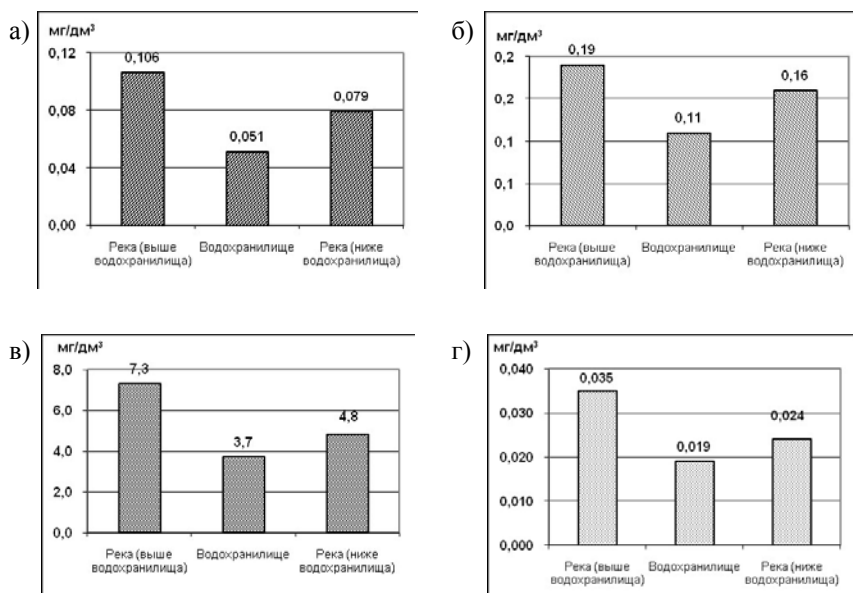 а)
мг/дм³
0,12
0,106
0,08
0,079
0,051
0,04
0,00
Река (выше
водохранилища)
Водохранилище
Река (ниже
водохранилища)
б)
мг/дм³
0,2
0,19
0,2
0,16
0,11
0,1
0,1
0,0
Река (выше
водохранилища)
Водохранилище
Река (ниже
водохранилища)
в)
мг/дм³
8,0
7,3
6,0
4,8
4,0
3,7
2,0
0,0
Река (выше
водохранилища)
Водохранилище
Река (ниже
водохранилища)
г)
мг/дм³
0,040
0,035
0,030
0,024
0,020
0,019
0,010
0,000
Река (выше
водохранилища)
Водохранилище
Река (ниже
водохранилища)